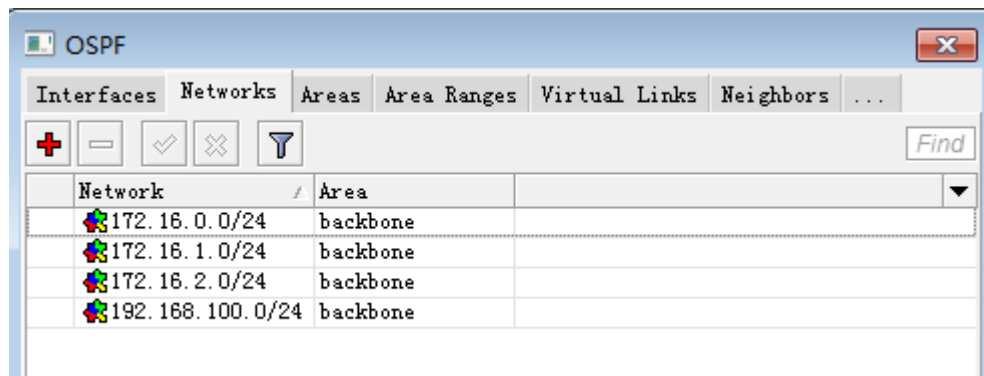 OSPF
Interfaces Networks Areas Area Ranges Virtual Links Neighbors ...
Find
Network Area
172.16.0.0/24 backbone
172.16.1.0/24 backbone
172.16.2.0/24 backbone
192.168.100.0/24 backbone